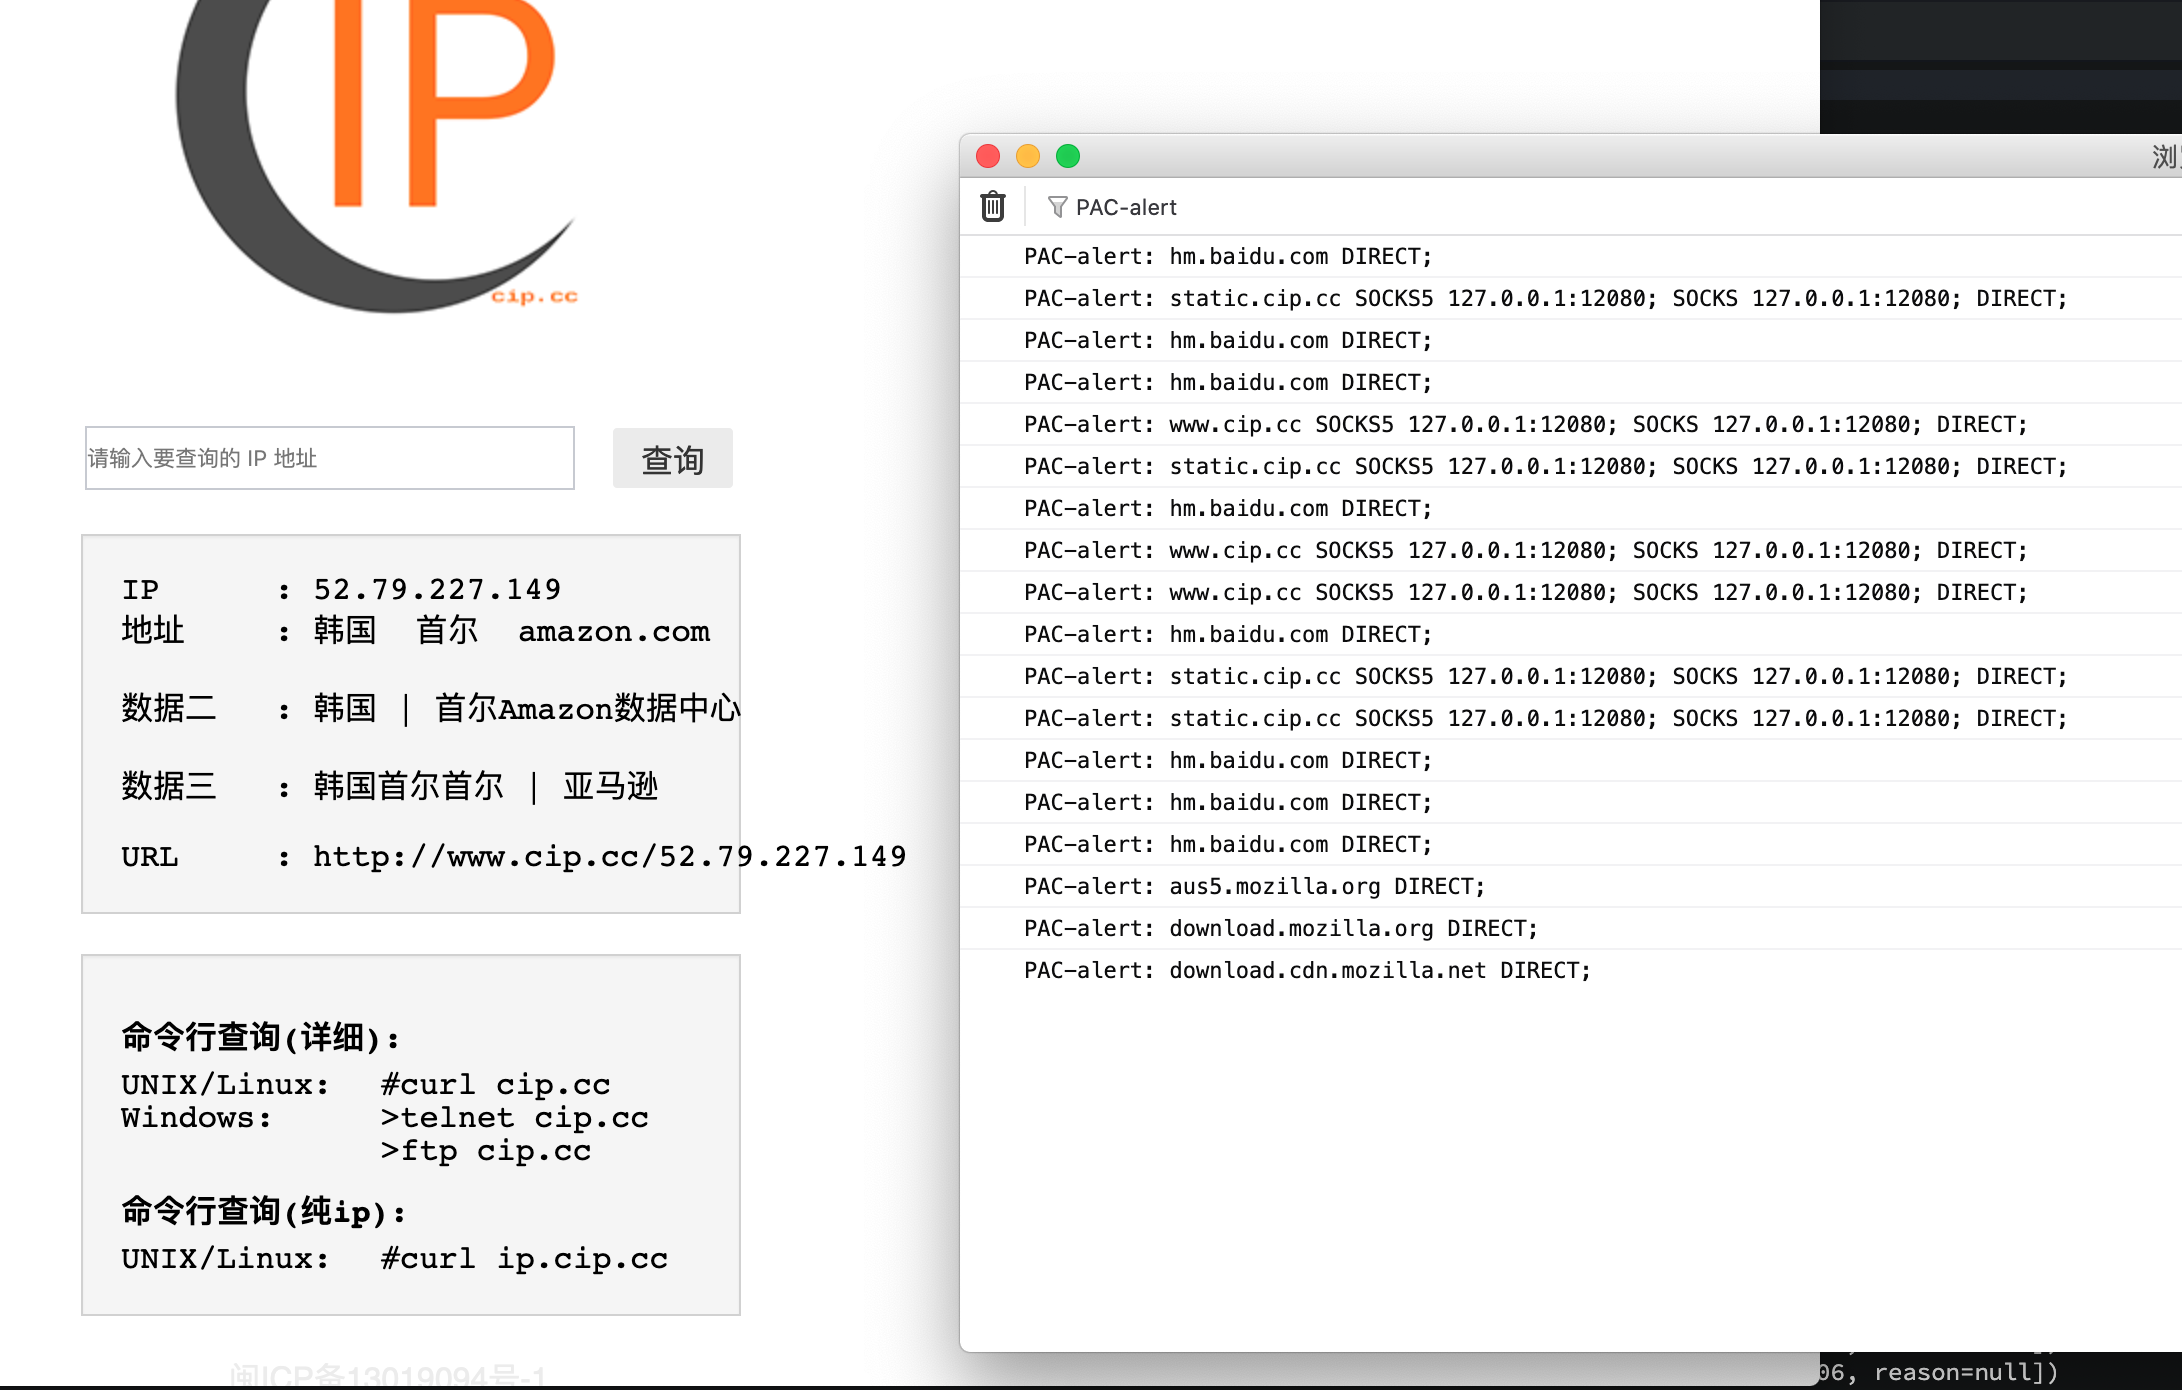 IP
cip.cc
请输入要查询的 IP 地址
查询
IP : 52.79.227.149
地址 : 韩国 首尔 amazon.com
数据二 : 韩国 | 首尔Amazon数据中心
数据三 : 韩国首尔首尔 | 亚马逊
URL : http://www.cip.cc/52.79.227.149
命令行查询(详细):
UNIX/Linux: #curl cip.cc
Windows: >telnet cip.cc
>ftp cip.cc
命令行查询(纯ip):
UNIX/Linux: #curl ip.cip.cc
闽ICP备13019094号-1
PAC-alert
PAC-alert: hm.baidu.com DIRECT;
PAC-alert: static.cip.cc SOCKS5 127.0.0.1:12080; SOCKS 127.0.0.1:12080; DIRECT;
PAC-alert: hm.baidu.com DIRECT;
PAC-alert: hm.baidu.com DIRECT;
PAC-alert: www.cip.cc SOCKS5 127.0.0.1:12080; SOCKS 127.0.0.1:12080; DIRECT;
PAC-alert: static.cip.cc SOCKS5 127.0.0.1:12080; SOCKS 127.0.0.1:12080; DIRECT;
PAC-alert: hm.baidu.com DIRECT;
PAC-alert: www.cip.cc SOCKS5 127.0.0.1:12080; SOCKS 127.0.0.1:12080; DIRECT;
PAC-alert: www.cip.cc SOCKS5 127.0.0.1:12080; SOCKS 127.0.0.1:12080; DIRECT;
PAC-alert: hm.baidu.com DIRECT;
PAC-alert: static.cip.cc SOCKS5 127.0.0.1:12080; SOCKS 127.0.0.1:12080; DIRECT;
PAC-alert: static.cip.cc SOCKS5 127.0.0.1:12080; SOCKS 127.0.0.1:12080; DIRECT;
PAC-alert: hm.baidu.com DIRECT;
PAC-alert: hm.baidu.com DIRECT;
PAC-alert: hm.baidu.com DIRECT;
PAC-alert: aus5.mozilla.org DIRECT;
PAC-alert: download.mozilla.org DIRECT;
PAC-alert: download.cdn.mozilla.net DIRECT;
06, reason=null])